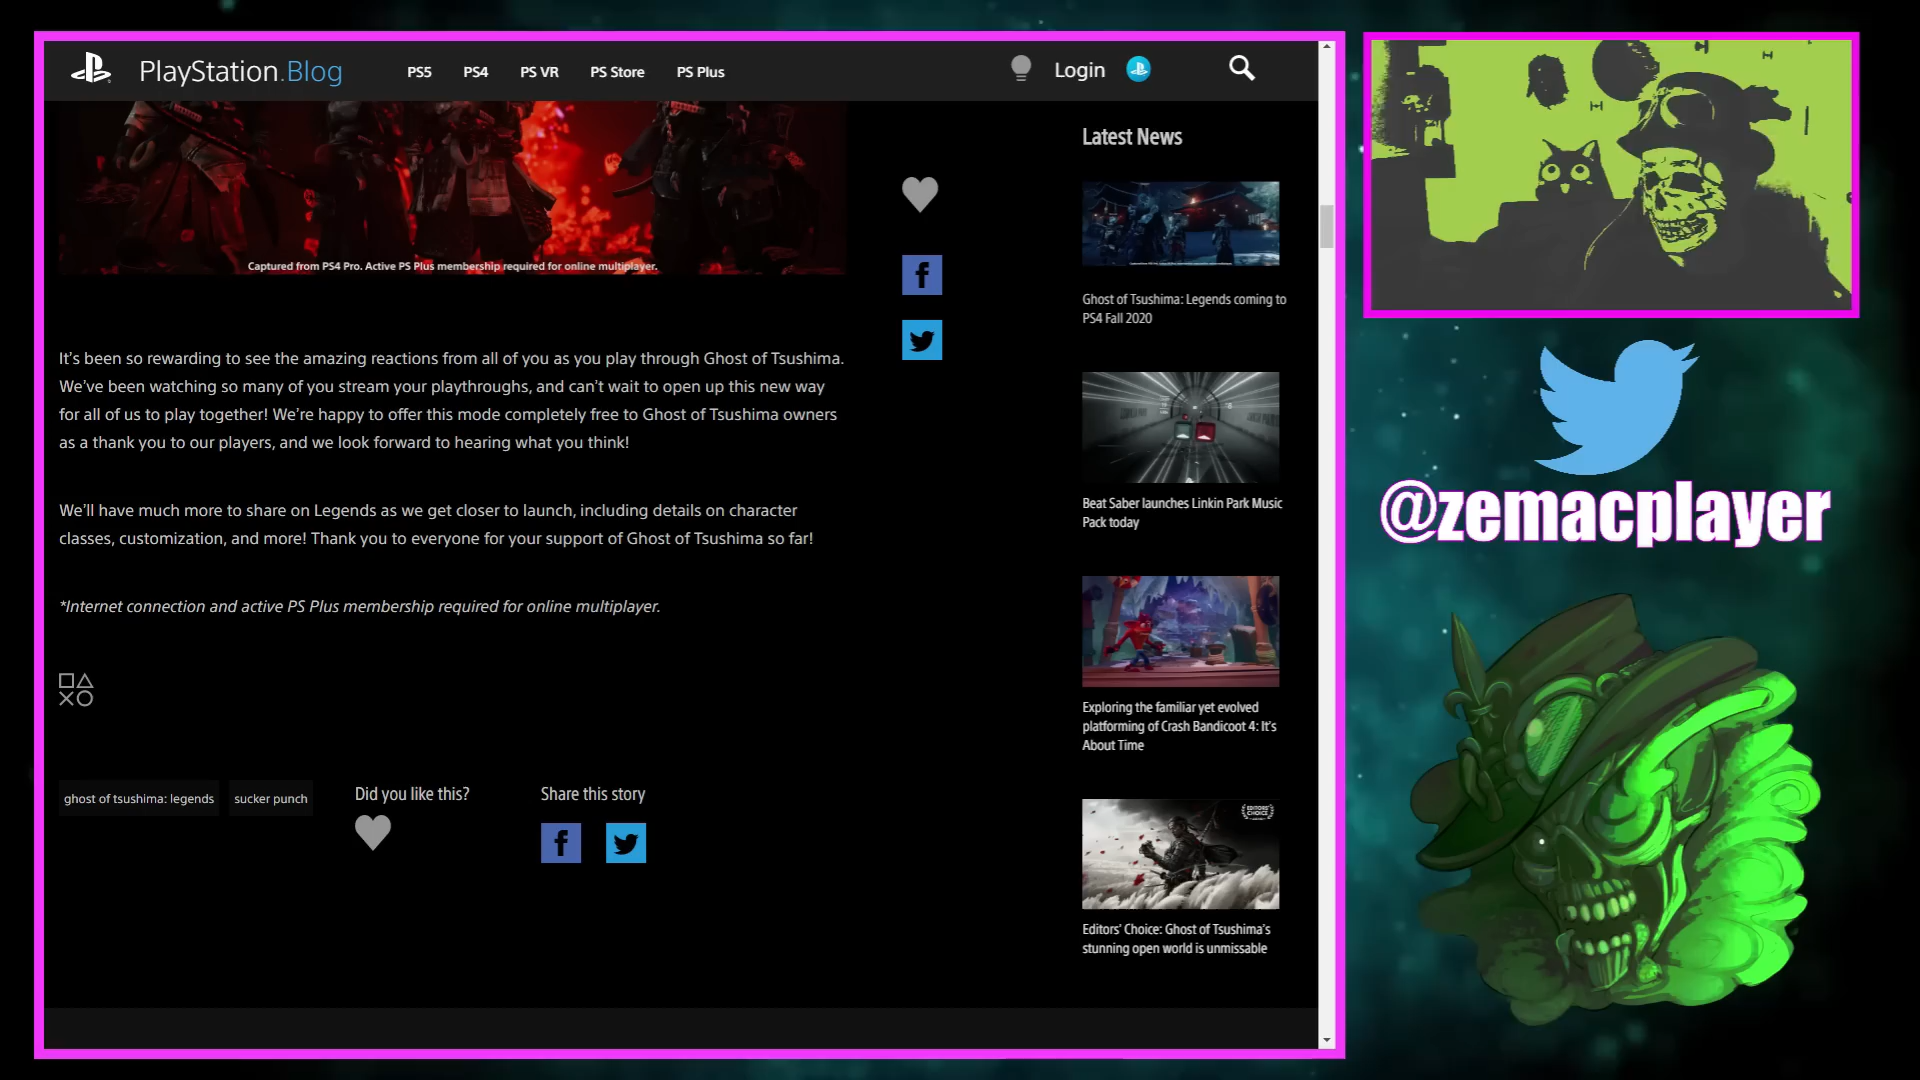 PlayStation.Blog
PS5
PS4
PS VR
PS Store
PS Plus
Login
Captured from PS4 Pro. Active PS Plus membership required for online multiplayer.
It's been so rewarding to see the amazing reactions from all of you as you play through Ghost of Tsushima.
We've been watching so many of you stream your playthroughs, and can't wait to open up this new way
for all of us to play together! We're happy to offer this mode completely free to Ghost of Tsushima owners
as a thank you to our players, and we look forward to hearing what you think!
We'll have much more to share on Legends as we get closer to launch, including details on character
classes, customization, and more! Thank you to everyone for your support of Ghost of Tsushima so far!
*Internet connection and active PS Plus membership required for online multiplayer.
ghost of tsushima: legends
sucker punch
Did you like this?
Share this story
Latest News
Ghost of Tsushima: Legends coming to
PS4 Fall 2020
Beat Saber launches Linkin Park Music
Pack today
Exploring the familiar yet evolved
platforming of Crash Bandicoot 4: It's
About Time
EDITORS'
CHOICE
Editors' Choice: Ghost of Tsushima's
stunning open world is unmissable
@zemacplayer